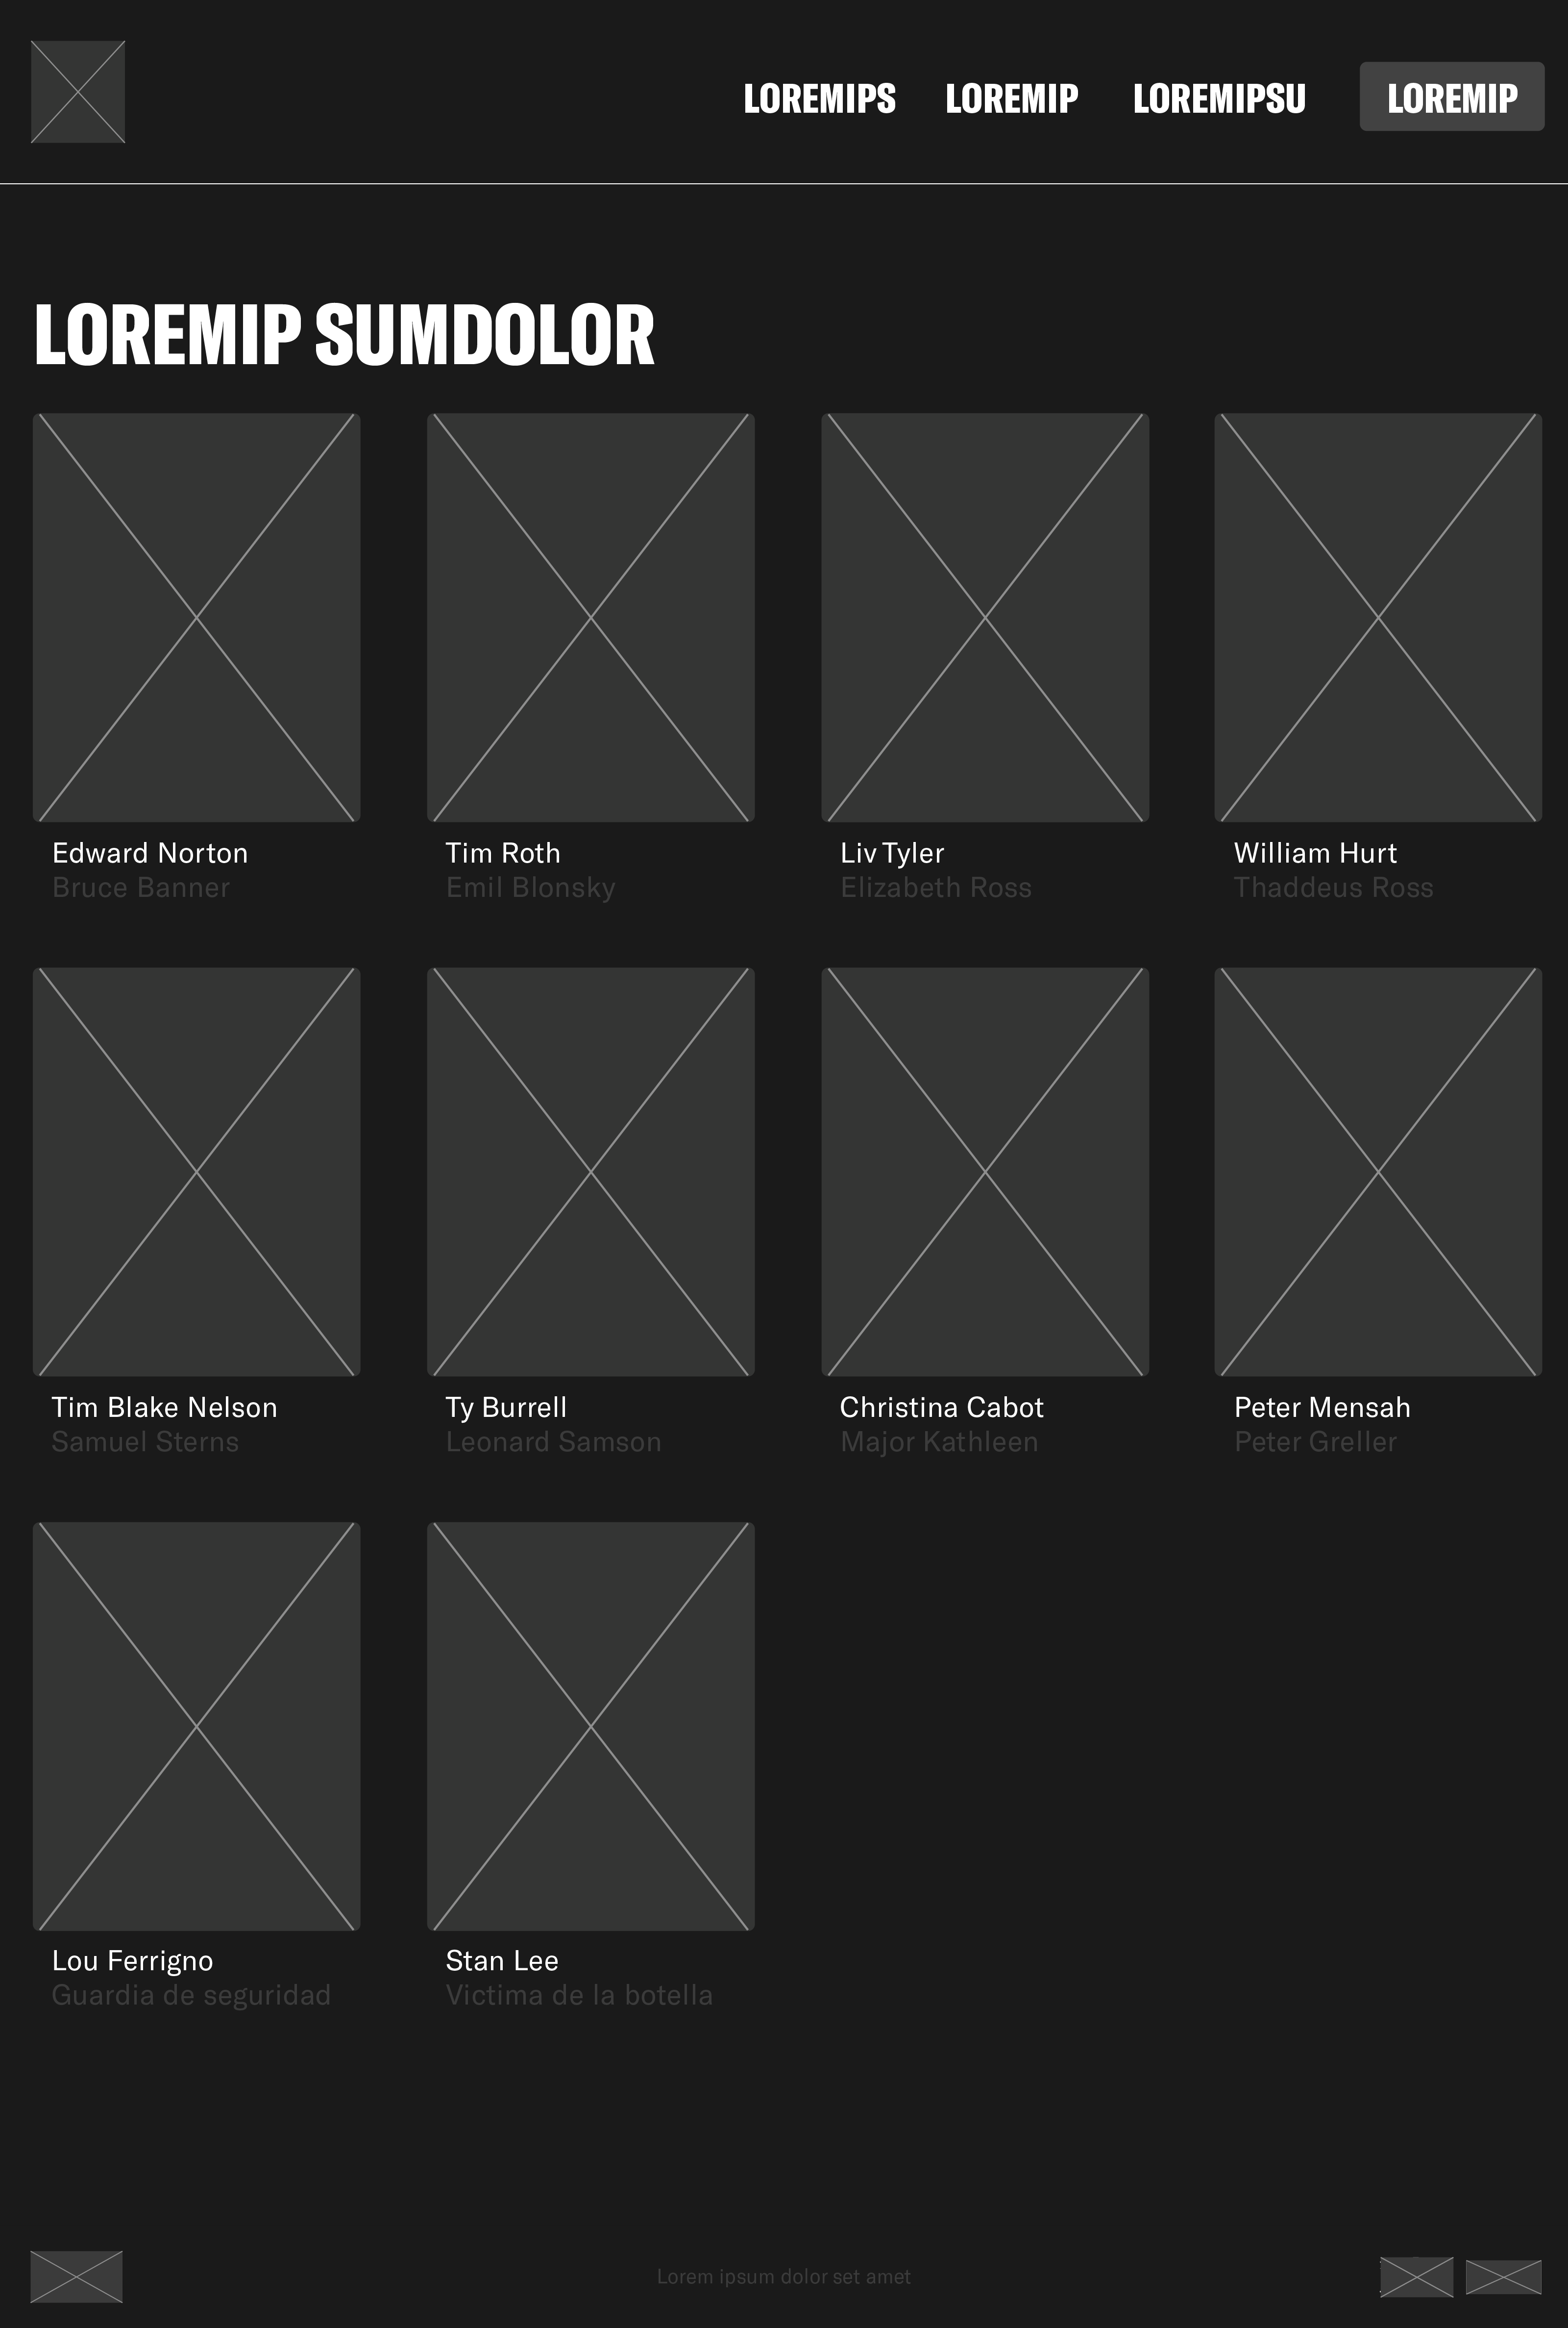 LOREMIPS LOREMIP LOREMIPSU LOREMIP
LOREMIP SUMDOLOR
Edward Norton
Bruce Banner
Tim Roth
Emil Blonsky
Liv Tyler
Elizabeth Ross
William Hurt
Thaddeus Ross
Tim Blake Nelson
Samuel Sterns
Ty Burrell
Leonard Samson
Christina Cabot
Major Kathleen
Peter Mensah
Peter Greller
Lou Ferrigno
Guardia de seguridad
Stan Lee
Victima de la botella
Lorem ipsum dolor set amet